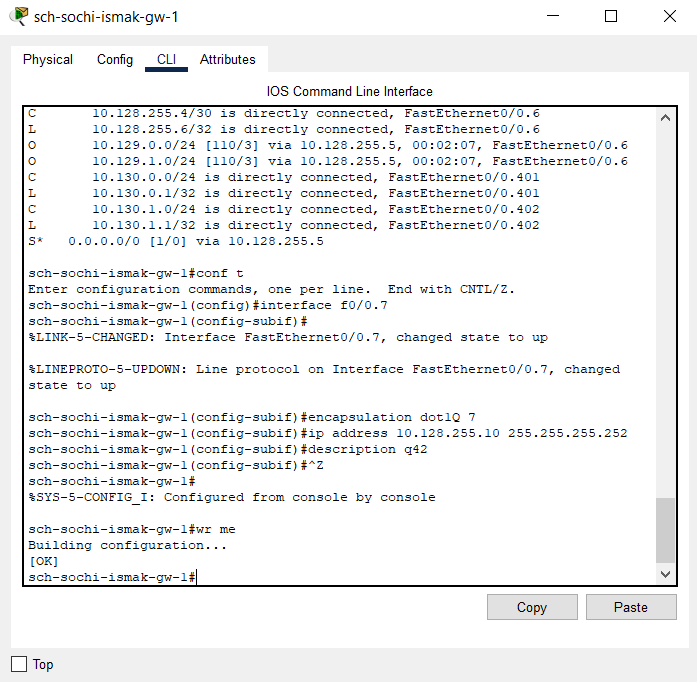 sch-sochi-ismak-gw-1
Physical Config CLI Attributes
IOS Command Line Interface
C 10.128.255.4/30 is directly connected, FastEthernet0/0.6
L 10.128.255.6/32 is directly connected, FastEthernet0/0.6
O 10.129.0.0/24 [110/3] via 10.128.255.5, 00:02:07, FastEthernet0/0.6
O 10.129.1.0/24 [110/3] via 10.128.255.5, 00:02:07, FastEthernet0/0.6
C 10.130.0.0/24 is directly connected, FastEthernet0/0.401
L 10.130.0.1/32 is directly connected, FastEthernet0/0.401
C 10.130.1.0/24 is directly connected, FastEthernet0/0.402
L 10.130.1.1/32 is directly connected, FastEthernet0/0.402
S* 0.0.0.0/0 [1/0] via 10.128.255.5
sch-sochi-ismak-gw-1#conf t
Enter configuration commands, one per line. End with CNTL/Z.
sch-sochi-ismak-gw-1(config)#interface f0/0.7
sch-sochi-ismak-gw-1(config-subif)#
%LINK-5-CHANGED: Interface FastEthernet0/0.7, changed state to up
%LINEPROTO-5-UPDOWN: Line protocol on Interface FastEthernet0/0.7, changed
state to up
sch-sochi-ismak-gw-1(config-subif)#encapsulation dot1Q 7
sch-sochi-ismak-gw-1(config-subif)#ip address 10.128.255.10 255.255.255.252
sch-sochi-ismak-gw-1(config-subif)#description q42
sch-sochi-ismak-gw-1(config-subif)#^Z
sch-sochi-ismak-gw-1#
%SYS-5-CONFIG_I: Configured from console by console
sch-sochi-ismak-gw-1#wr me
Building configuration...
[OK]
sch-sochi-ismak-gw-1#
Copy Paste
Top